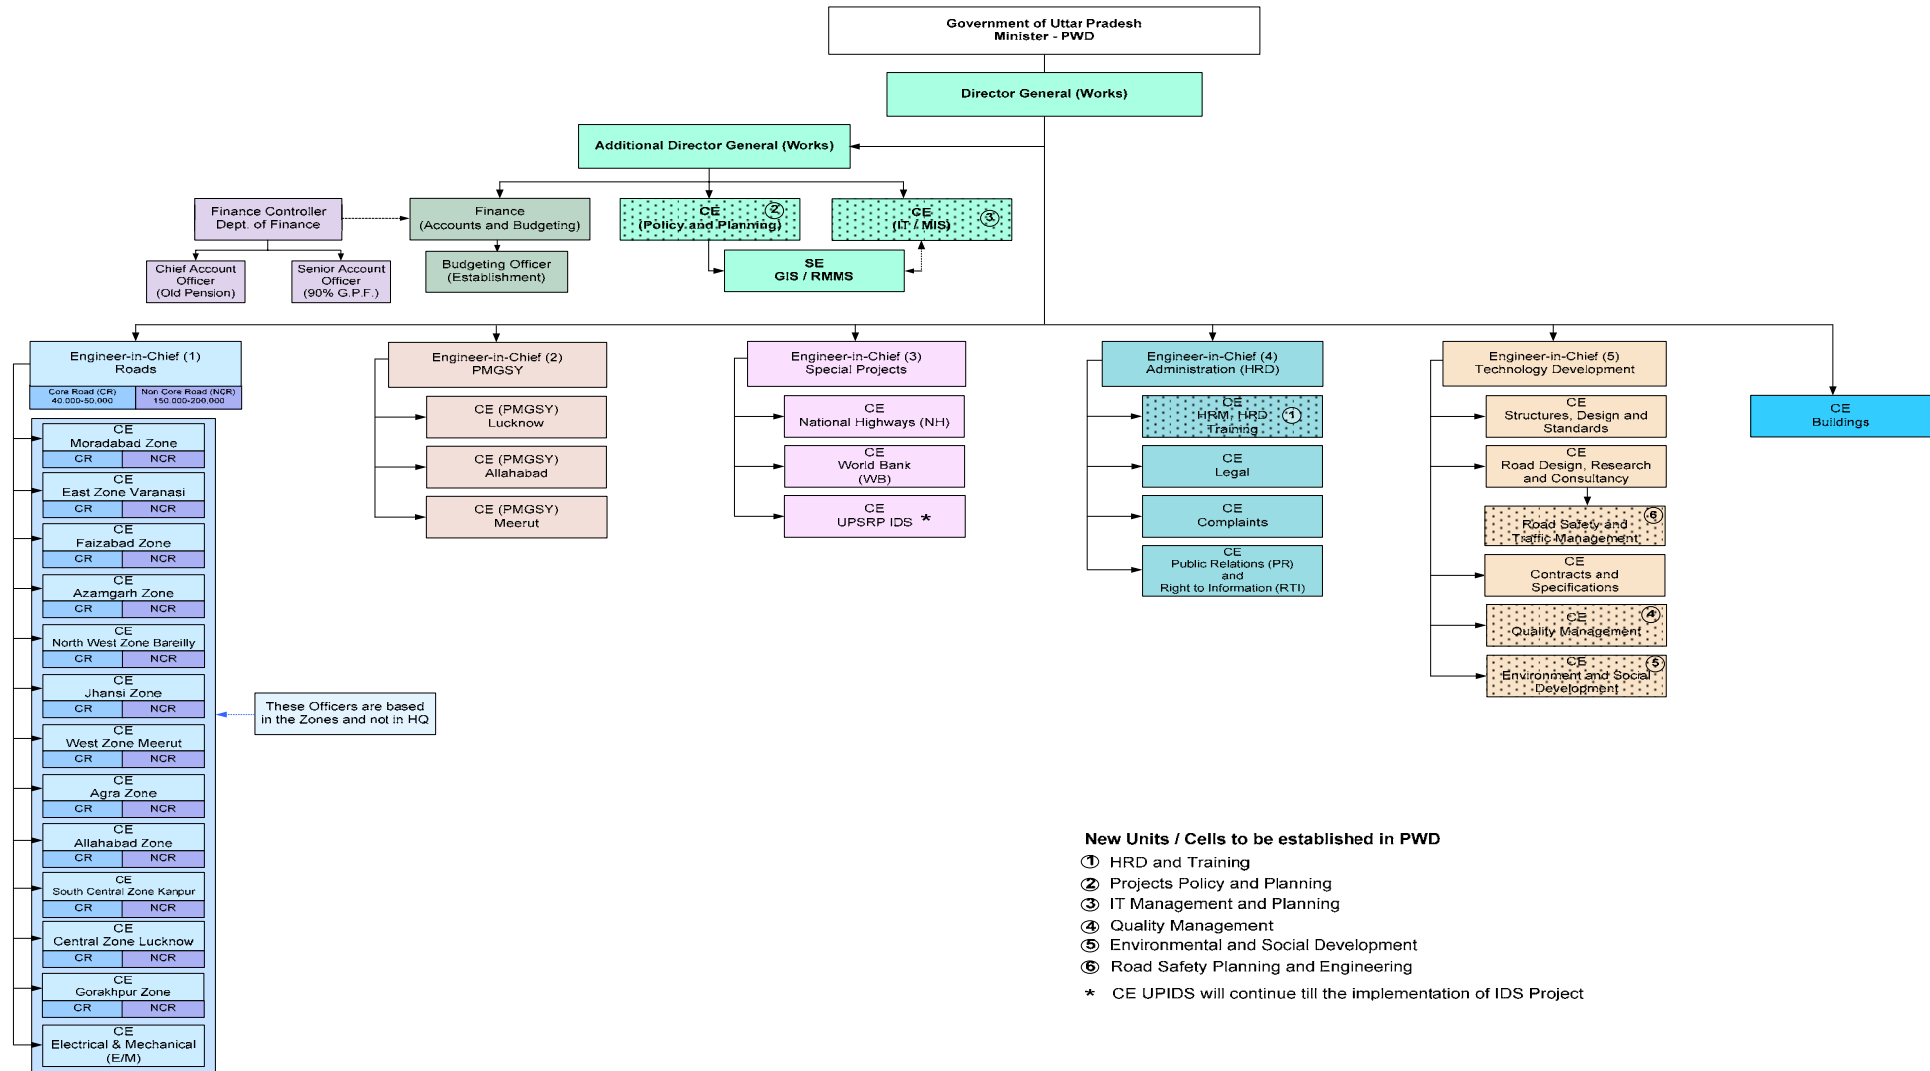 Government of Uttar Pradesh
Minister - PWD
Director General (Works)
Additional Director General (Works)
Finance Controller
Dept. of Finance
Finance
(Accounts and Budgeting)
CE
(Policy and Planning)
2
CE
(IT / MIS)
3
Chief Account
Officer
(Old Pension)
Senior Account
Officer
(90% G.P.F.)
Budgeting Officer
(Establishment)
SE
GIS / RMMS
Engineer-in-Chief (1)
Roads
Core Road (CR)
40,000-50,000
Non Core Road (NCR)
150,000-200,000
CE
Moradabad Zone
CR NCR
CE
East Zone Varanasi
CR NCR
CE
Faizabad Zone
CR NCR
CE
Azamgarh Zone
CR NCR
CE
North West Zone Bareilly
CR NCR
CE
Jhansi Zone
CR NCR
CE
West Zone Meerut
CR NCR
CE
Agra Zone
CR NCR
CE
Allahabad Zone
CR NCR
CE
South Central Zone Kanpur
CR NCR
CE
Central Zone Lucknow
CR NCR
CE
Gorakhpur Zone
CR NCR
CE
Electrical & Mechanical
(E/M)
These Officers are based
in the Zones and not in HQ
Engineer-in-Chief (2)
PMGSY
CE (PMGSY)
Lucknow
CE (PMGSY)
Allahabad
CE (PMGSY)
Meerut
Engineer-in-Chief (3)
Special Projects
CE
National Highways (NH)
CE
World Bank
(WB)
CE
UPSRP IDS *
Engineer-in-Chief (4)
Administration (HRD)
CE
HRM, HRD
Training
1
CE
Legal
CE
Complaints
CE
Public Relations (PR)
and
Right to Information (RTI)
Engineer-in-Chief (5)
Technology Development
CE
Structures, Design and
Standards
CE
Road Design, Research
and Consultancy
Road Safety and
Traffic Management
6
CE
Contracts and
Specifications
CE
Quality Management
4
CE
Environment and Social
Development
5
CE
Buildings
New Units / Cells to be established in PWD
1 HRD and Training
2 Projects Policy and Planning
3 IT Management and Planning
4 Quality Management
5 Environmental and Social Development
6 Road Safety Planning and Engineering
* CE UPIDS will continue till the implementation of IDS Project